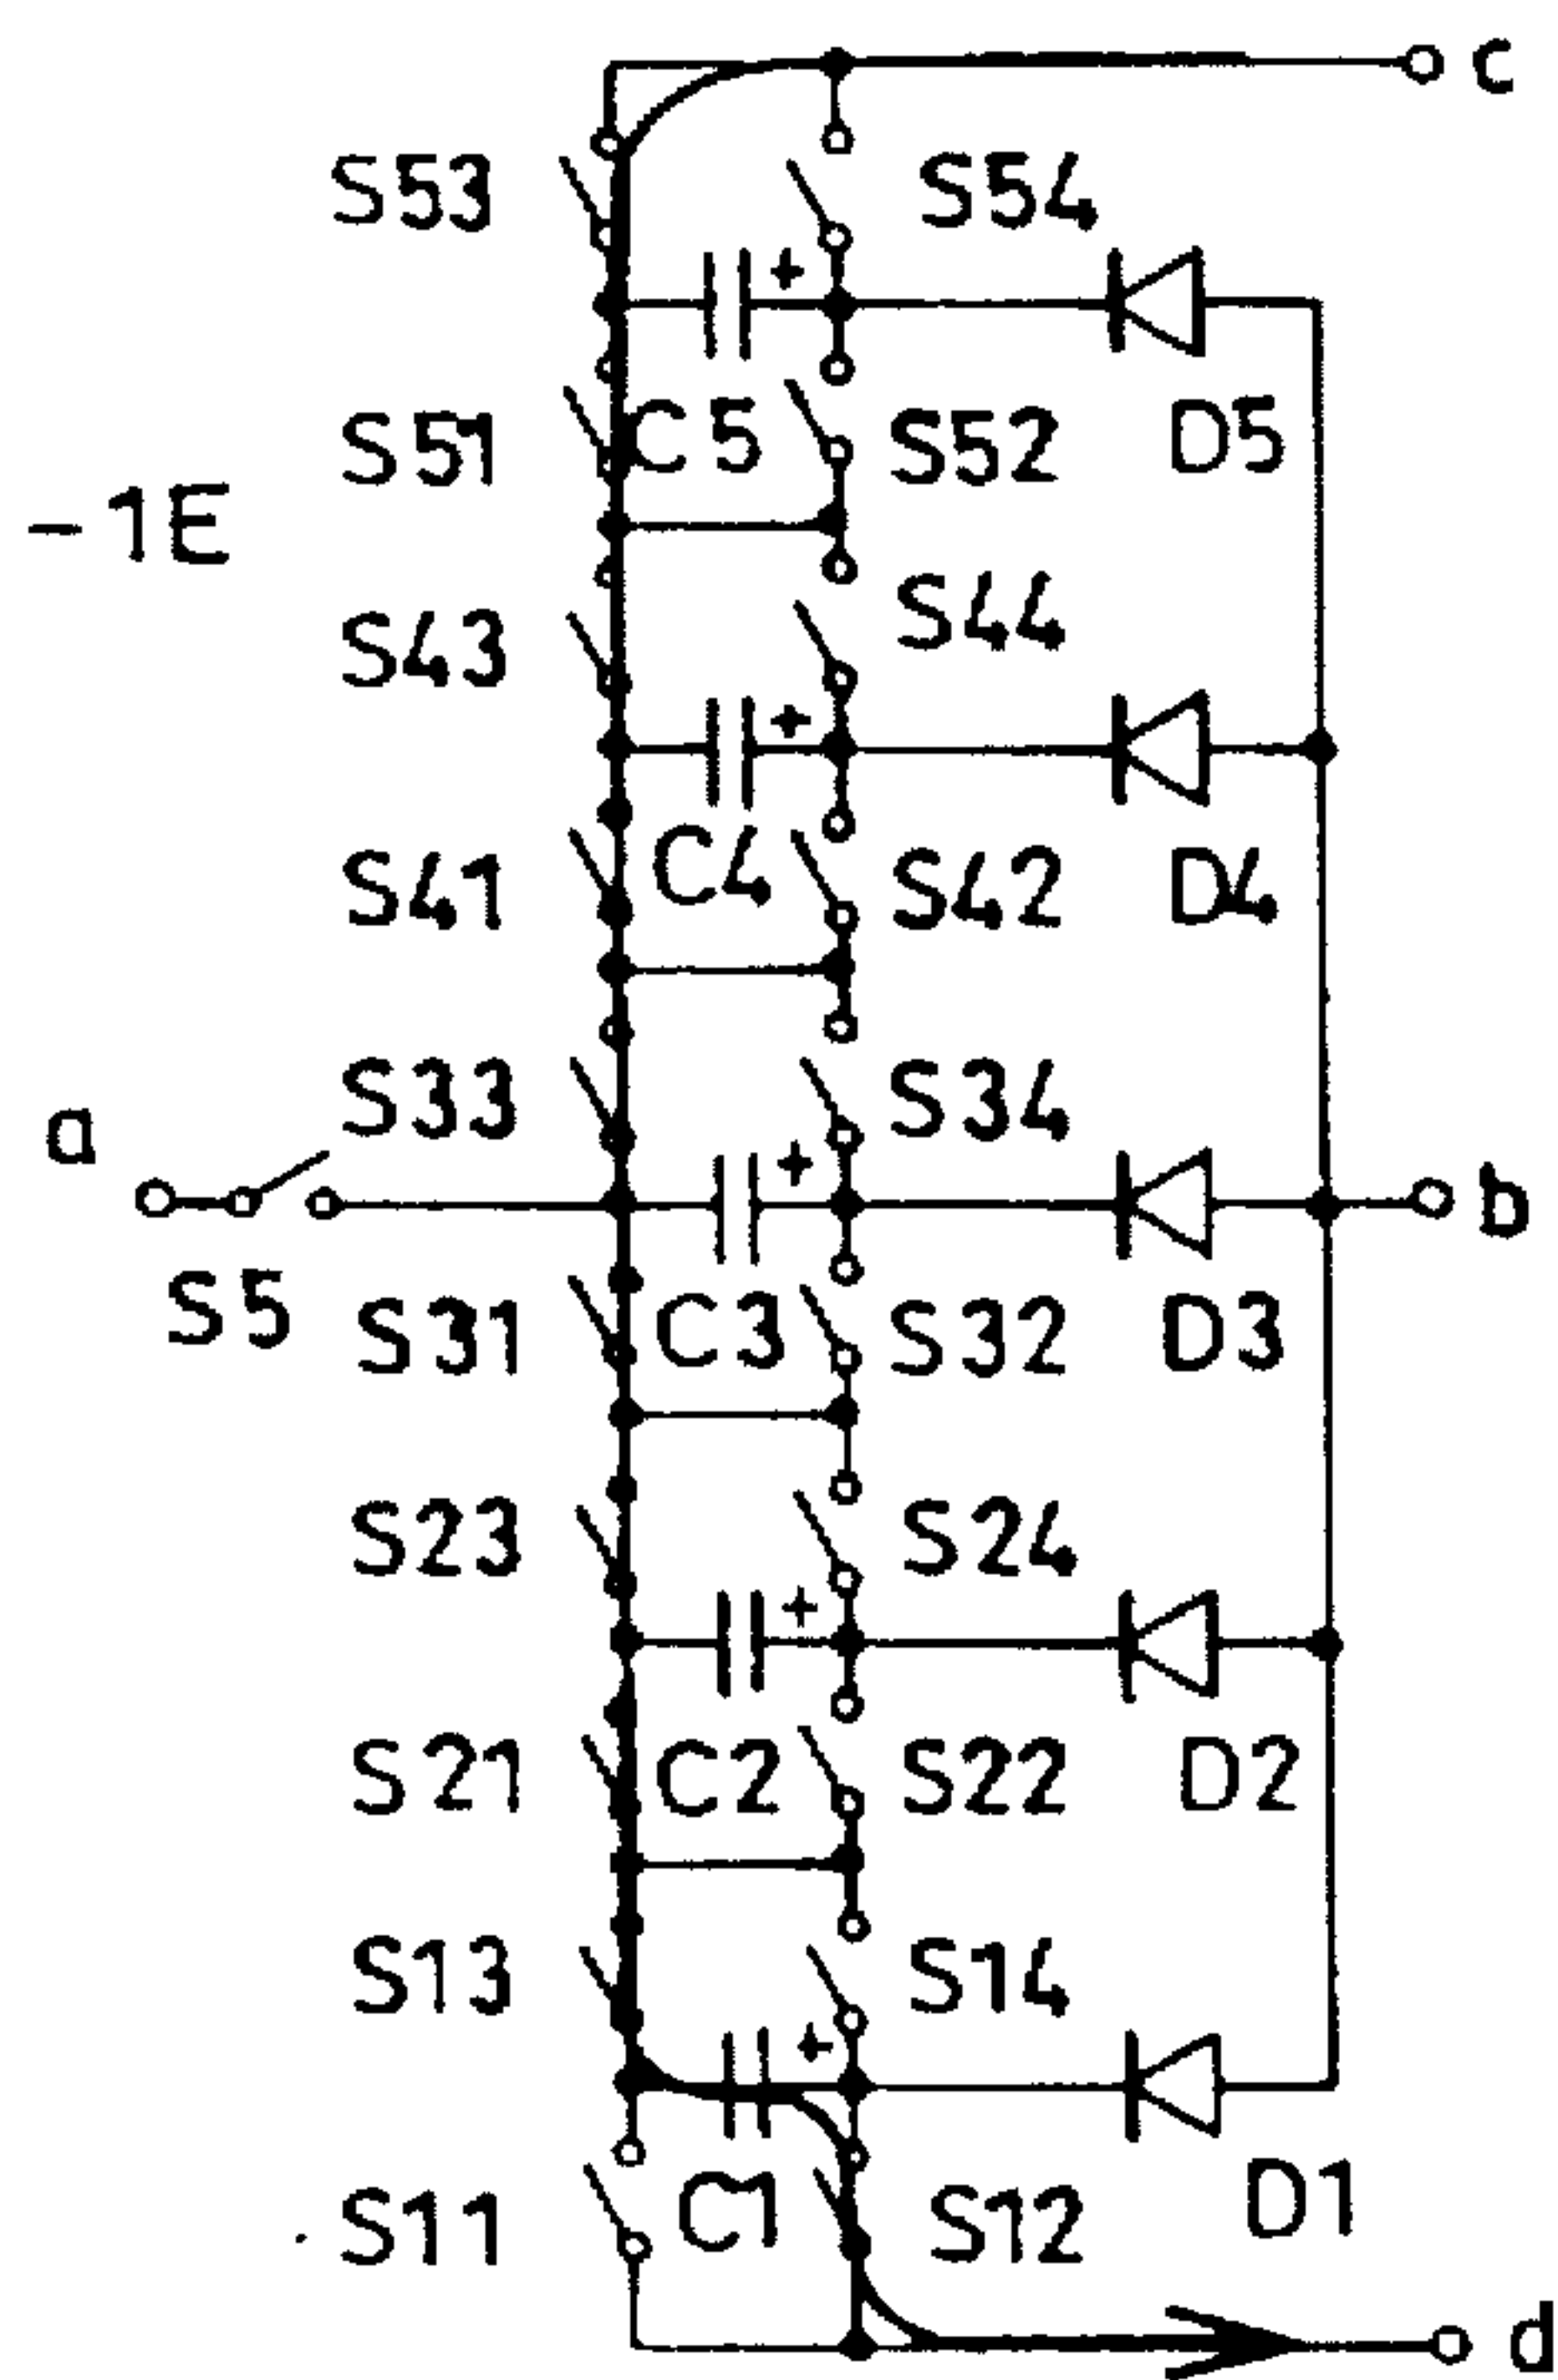 c
S53
S54
+
S51
C5
S52
D5
-1E
S44
S43
+
S41
C4
S42
D4
S33
S34
a
+
b
S5
S31
C3
S32
D3
S23
S24
+
S21
C2
S22
D2
S13
S14
+
S11
C1
S12
D1
d